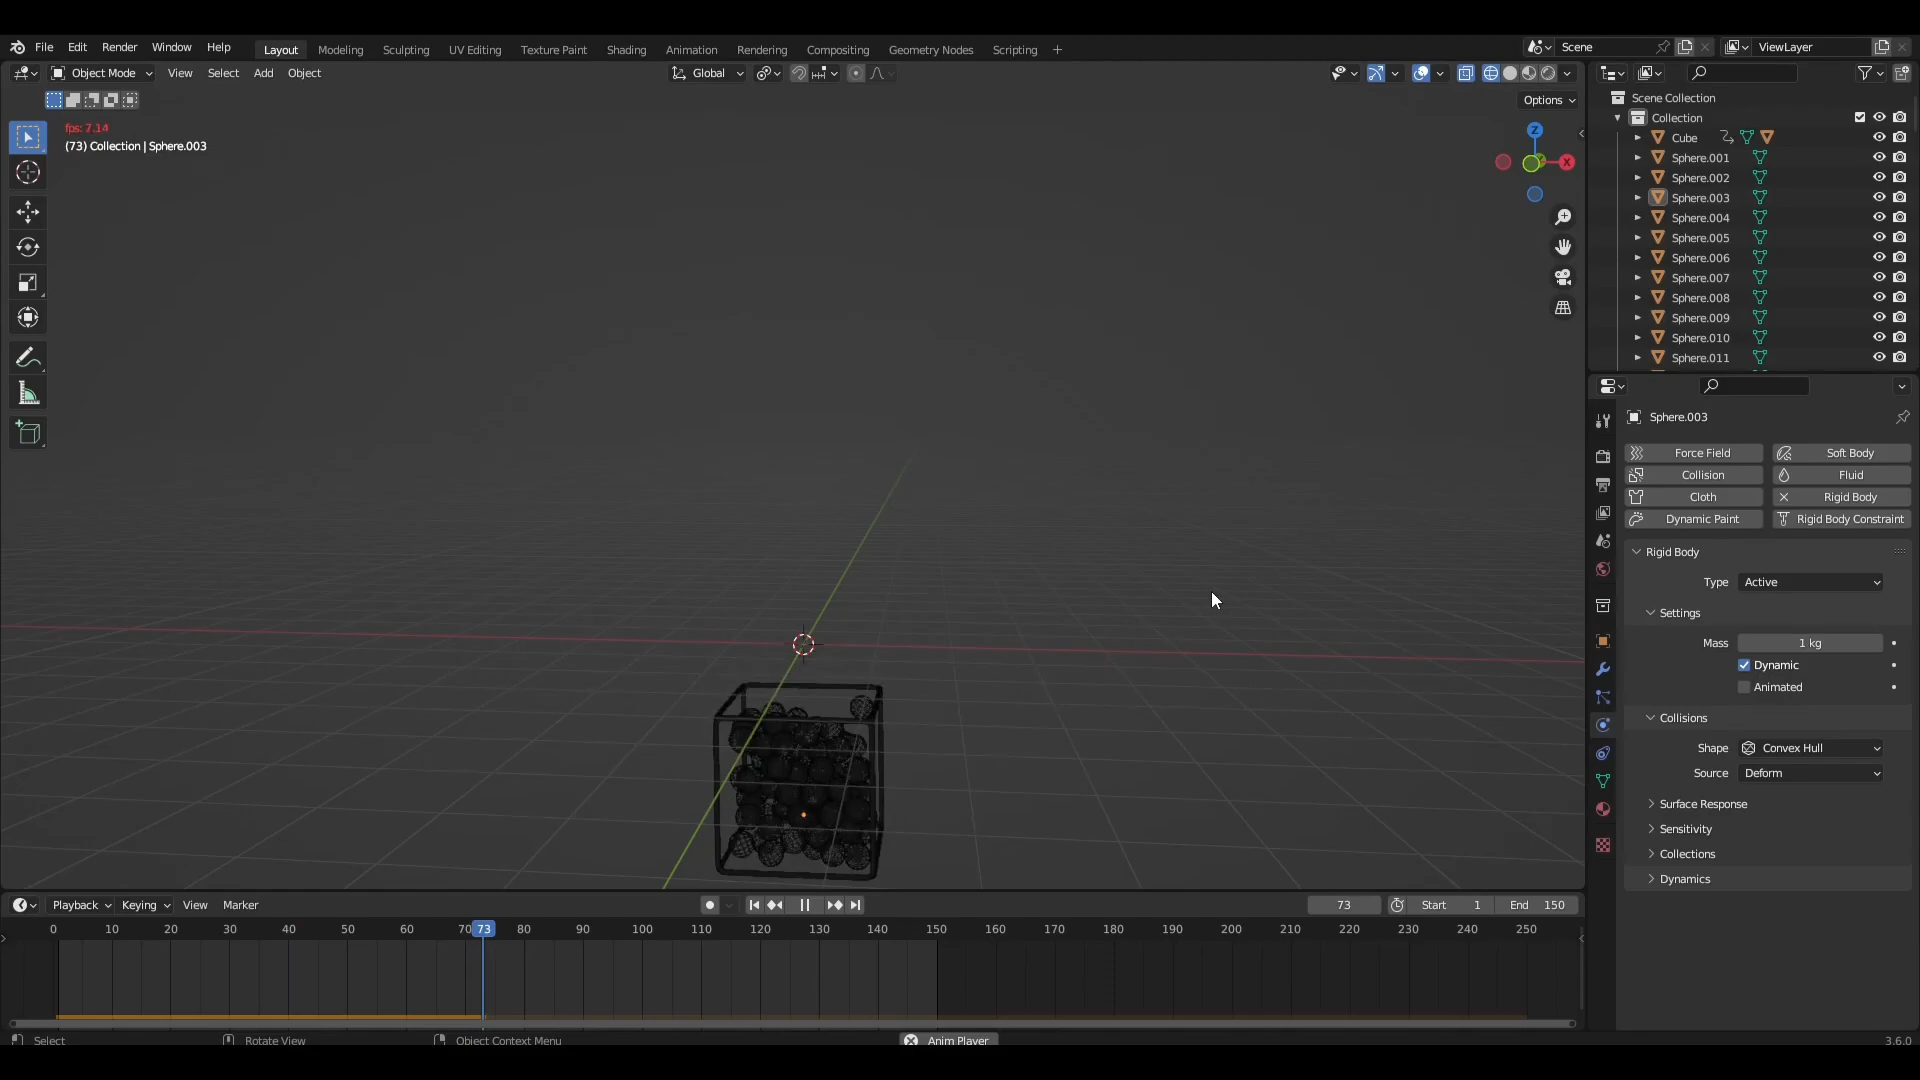 File Edit Render Window Help Layout Modeling Sculpting UV Editing Texture Paint Shading Animation Rendering Compositing Geometry Nodes Scripting + Scene ViewLayer
Object Mode View Select Add Object Global
Options
fps: 7.14
(73) Collection | Sphere.003
Z
X
Scene Collection
Collection
Cube
Sphere.001
Sphere.002
Sphere.003
Sphere.004
Sphere.005
Sphere.006
Sphere.007
Sphere.008
Sphere.009
Sphere.010
Sphere.011
Sphere.003
Force Field Soft Body
Collision Fluid
Cloth Rigid Body
Dynamic Paint Rigid Body Constraint
Rigid Body
Type Active
Settings
Mass 1 kg
Dynamic
Animated
Collisions
Shape Convex Hull
Source Deform
Surface Response
Sensitivity
Collections
Dynamics
Playback Keying View Marker 73 Start 1 End 150
0 10 20 30 40 50 60 70 73 80 90 100 110 120 130 140 150 160 170 180 190 200 210 220 230 240 250
Select Rotate View Object Context Menu Anim Player 3.6.0